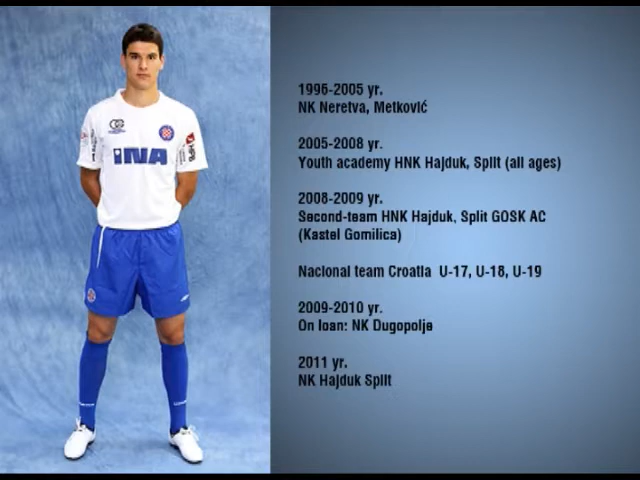 INA
1996-2005 yr.
NK Neretva, Metković
2005-2008 yr.
Youth academy HNK Hajduk, Split (all ages)
2008-2009 yr.
Second-team HNK Hajduk, Split GOSK AC
(Kastel Gomilica)
Nacional team Croatia U-17, U-18, U-19
2009-2010 yr.
On loan: NK Dugopolje
2011 yr.
NK Hajduk Split